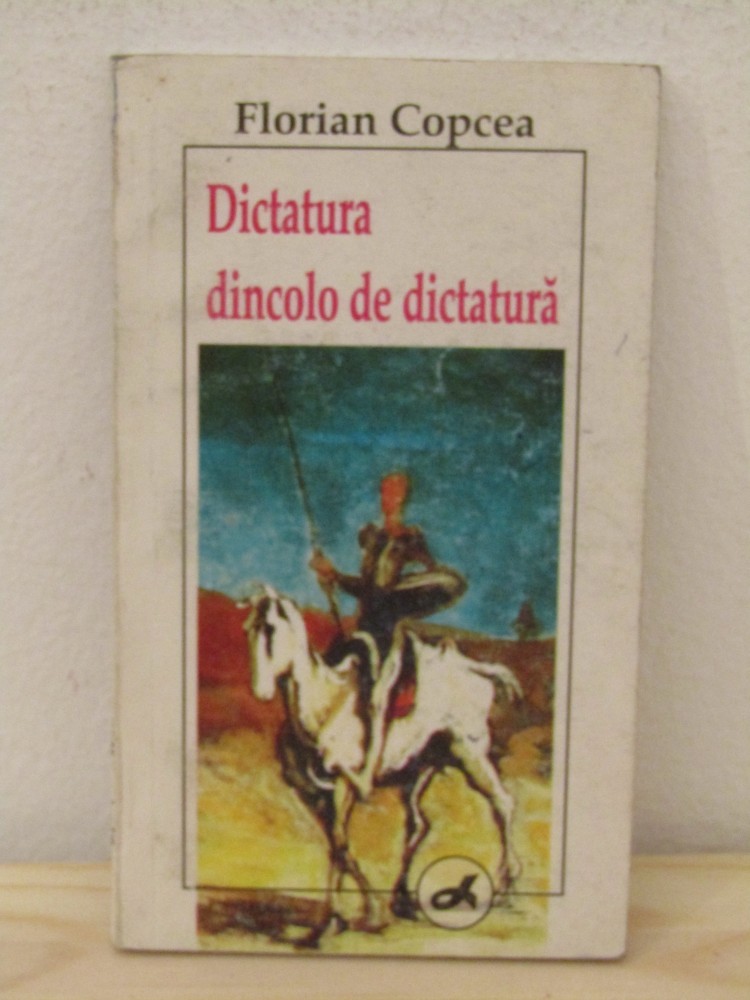 Florian Copcea
Dictatura
dincolo de dictatură